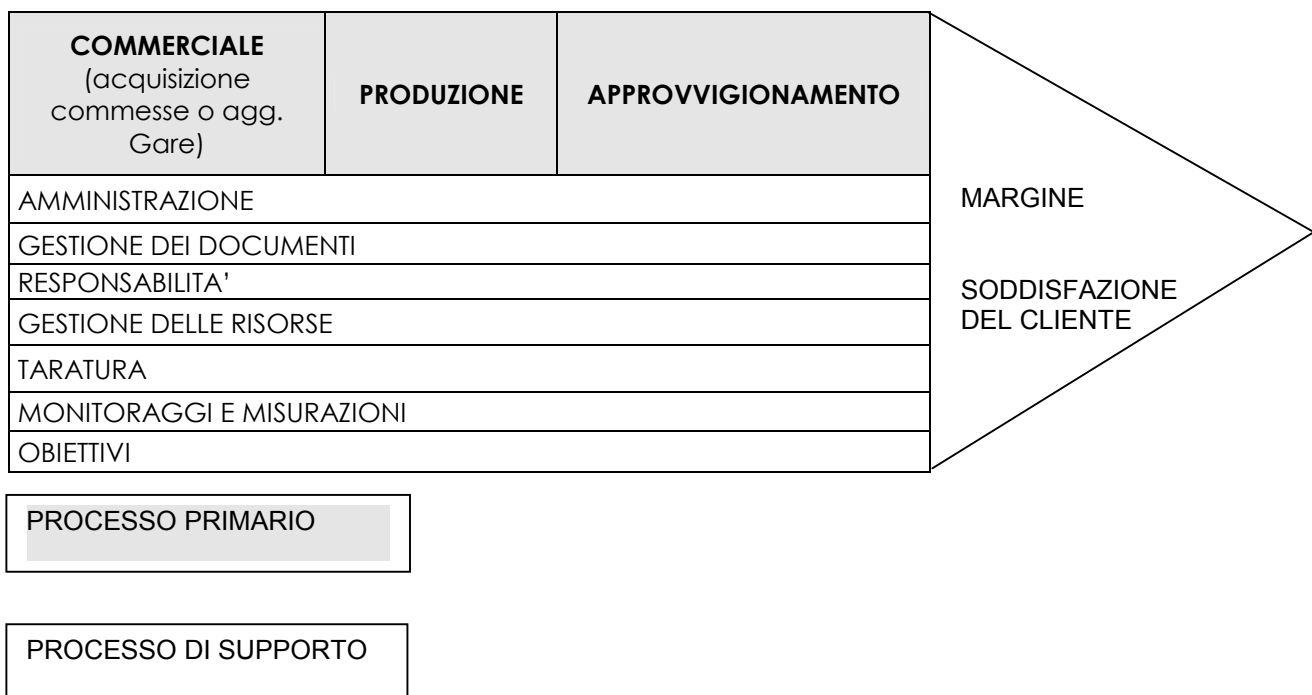 COMMERCIALE
(acquisizione
commesse o agg.
Gare)
PRODUZIONE
APPROVVIGIONAMENTO
AMMINISTRAZIONE
GESTIONE DEI DOCUMENTI
RESPONSABILITA’
GESTIONE DELLE RISORSE
TARATURA
MONITORAGGI E MISURAZIONI
OBIETTIVI
MARGINE
SODDISFAZIONE
DEL CLIENTE
PROCESSO PRIMARIO
PROCESSO DI SUPPORTO